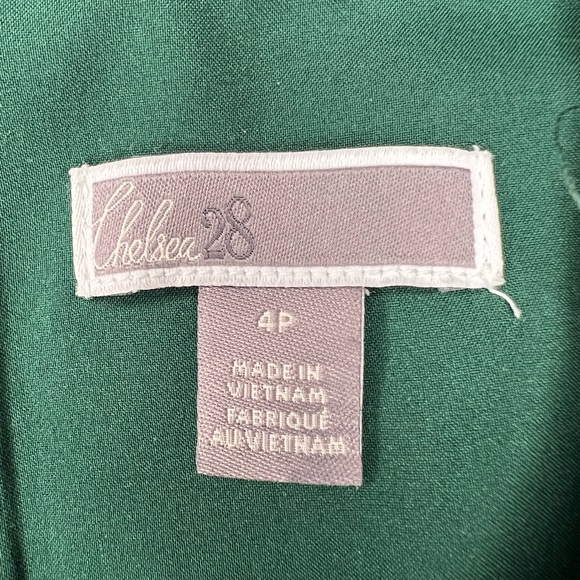 Chelsea28
4P
MADE IN
VIETNAM
FABRIQUÉ
AU VIETNAM